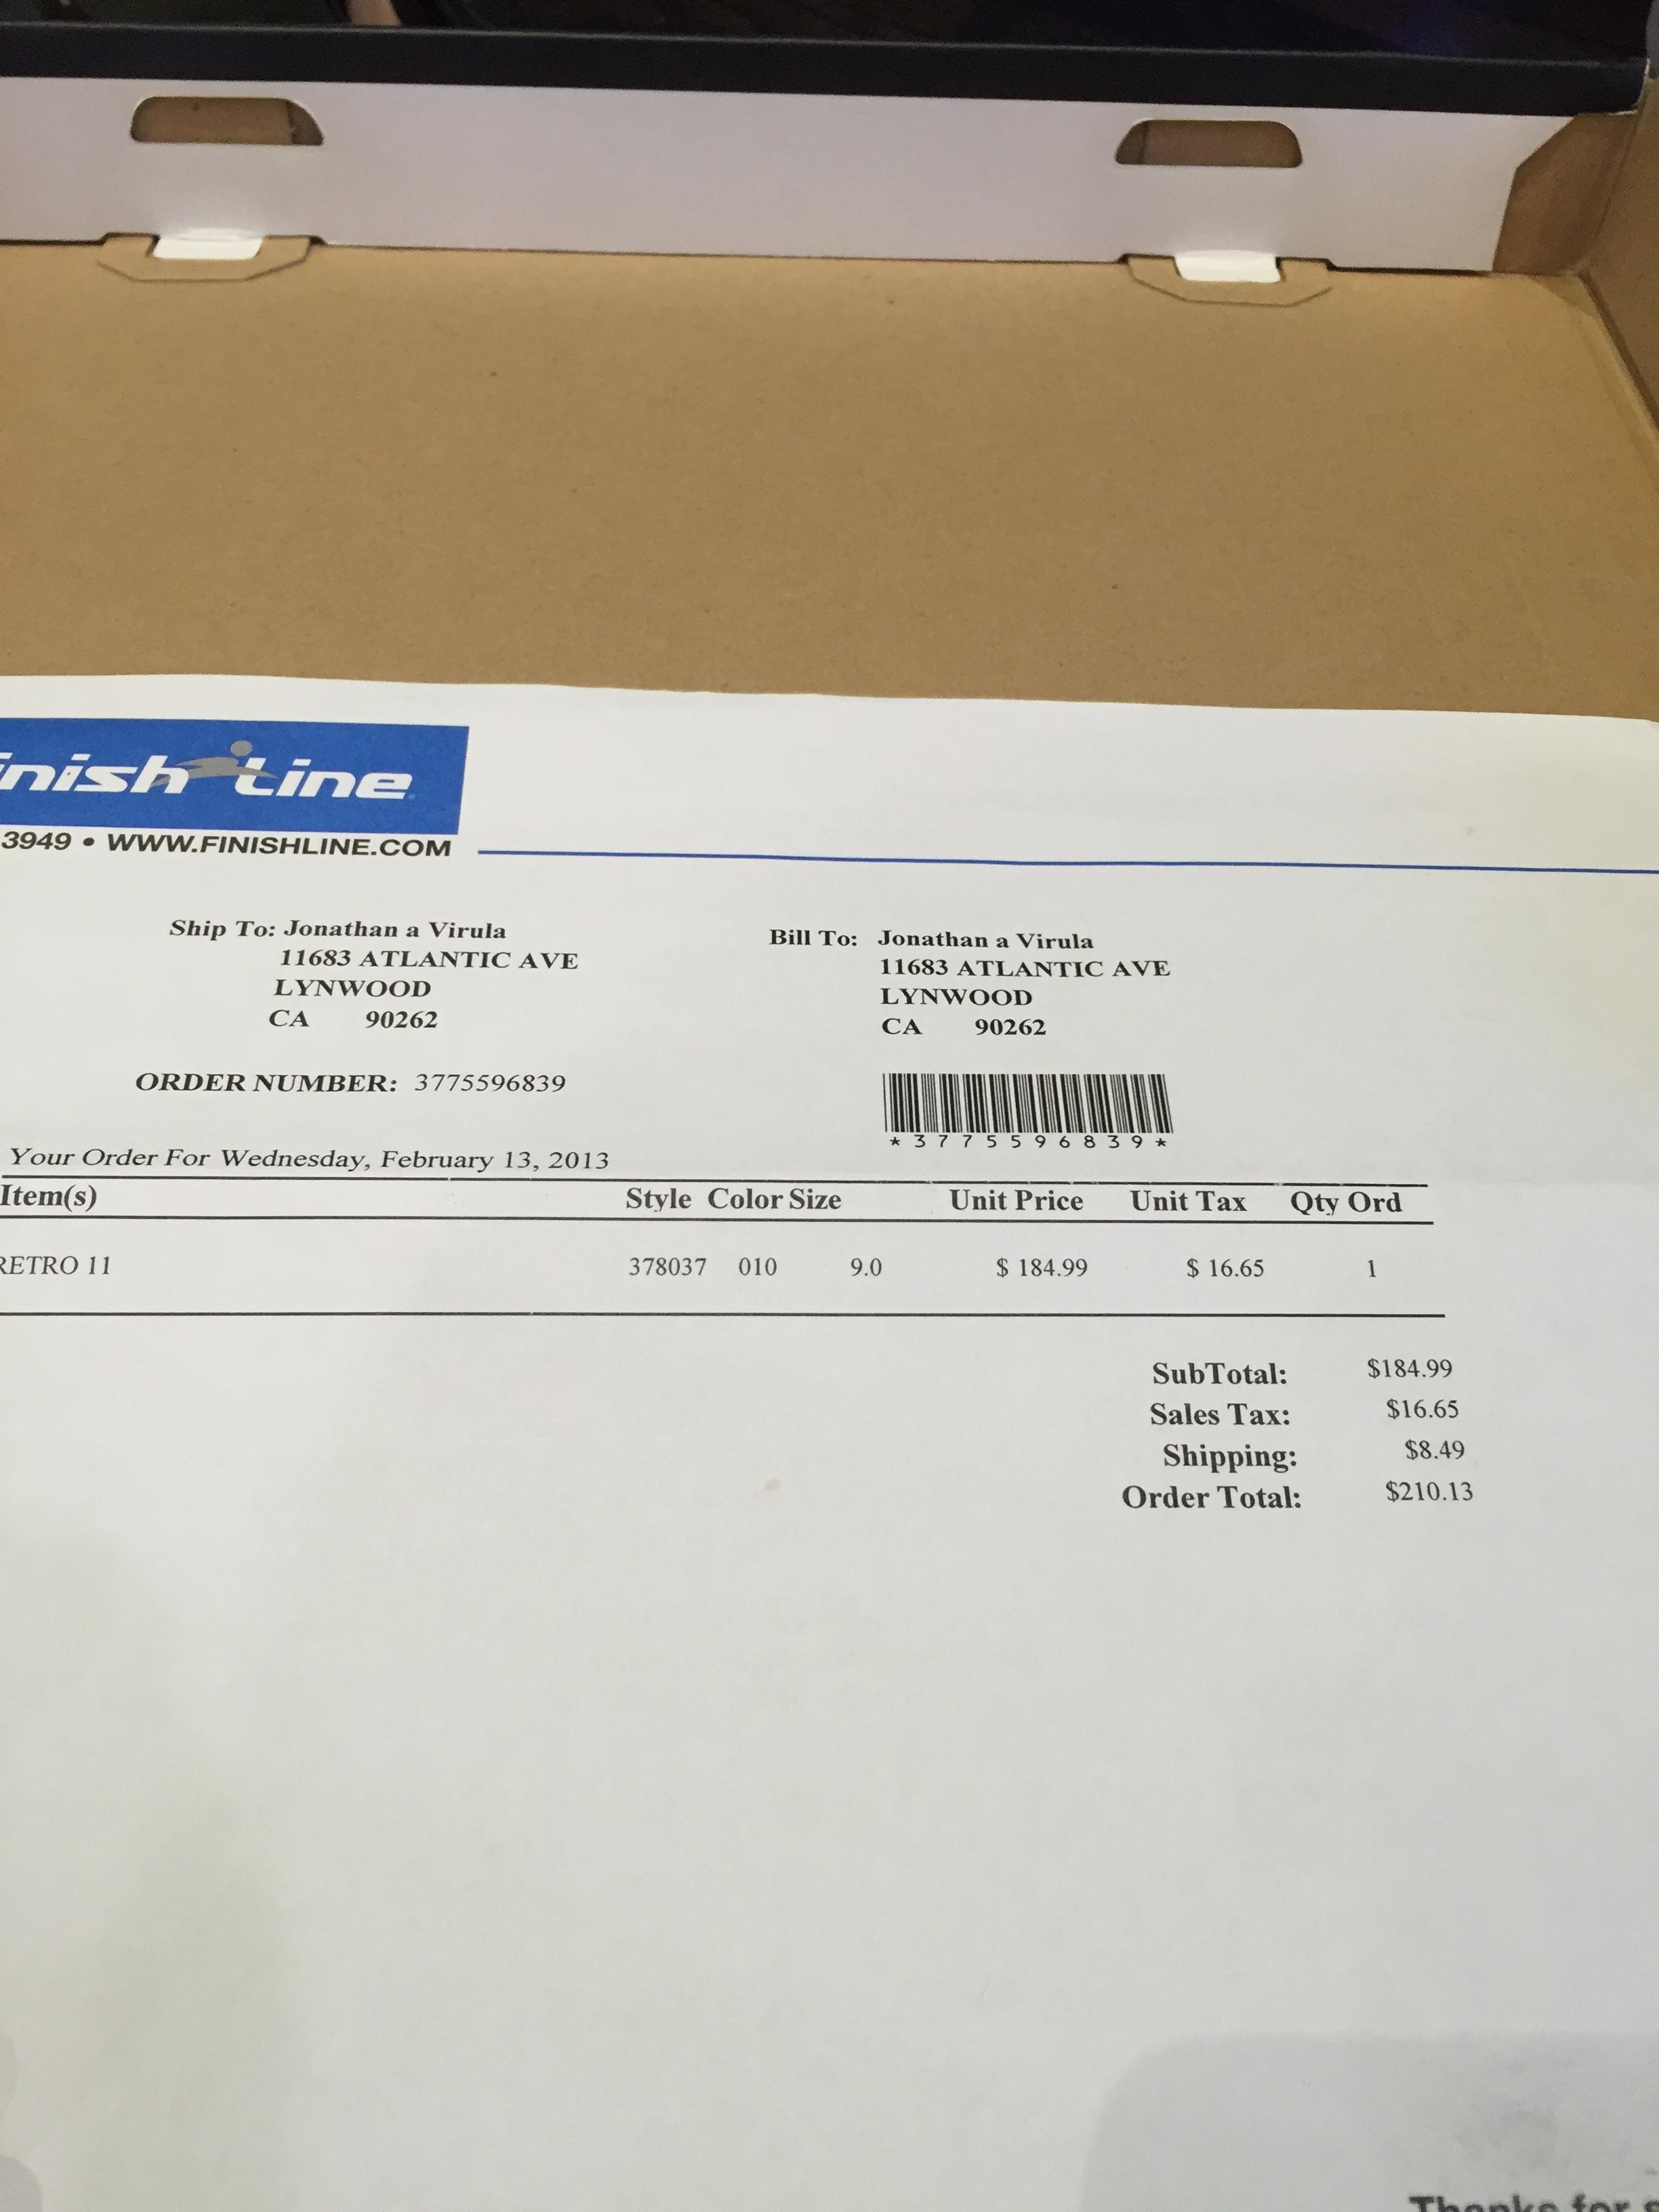 inish Line
3949 • WWW.FINISHLINE.COM
Ship To: Jonathan a Virula
11683 ATLANTIC AVE
LYNWOOD
CA 90262
Bill To: Jonathan a Virula
11683 ATLANTIC AVE
LYNWOOD
CA 90262
ORDER NUMBER: 3775596839
*3775596839*
Your Order For Wednesday, February 13, 2013
Item(s) Style Color Size Unit Price Unit Tax Qty Ord
RETRO 11 378037 010 9.0 $ 184.99 $ 16.65 1
SubTotal: $184.99
Sales Tax: $16.65
Shipping: $8.49
Order Total: $210.13
Thanks for s